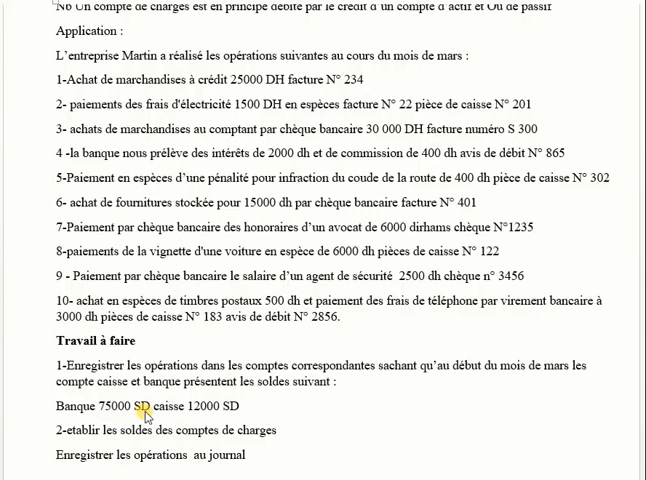 Nb Un compte de charges est en principe débité par le crédit d'un compte d'actif et Ou de passif
Application :
L'entreprise Martin a réalisé les opérations suivantes au cours du mois de mars :
1-Achat de marchandises à crédit 25000 DH facture N° 234
2- paiements des frais d'électricité 1500 DH en espèces facture N° 22 pièce de caisse N° 201
3- achats de marchandises au comptant par chèque bancaire 30 000 DH facture numéro S 300
4 -la banque nous prélève des intérêts de 2000 dh et de commission de 400 dh avis de débit N° 865
5-Paiement en espèces d'une pénalité pour infraction du coude de la route de 400 dh pièce de caisse N° 302
6- achat de fournitures stockée pour 15000 dh par chèque bancaire facture N° 401
7-Paiement par chèque bancaire des honoraires d'un avocat de 6000 dirhams chèque N°1235
8-paiements de la vignette d'une voiture en espèce de 6000 dh pièces de caisse N° 122
9 - Paiement par chèque bancaire le salaire d'un agent de sécurité 2500 dh chèque n° 3456
10- achat en espèces de timbres postaux 500 dh et paiement des frais de téléphone par virement bancaire à
3000 dh pièces de caisse N° 183 avis de débit N° 2856.
Travail à faire
1-Enregistrer les opérations dans les comptes correspondantes sachant qu'au début du mois de mars les
compte caisse et banque présentent les soldes suivant :
Banque 75000 SD caisse 12000 SD
2-etablir les soldes des comptes de charges
Enregistrer les opérations au journal